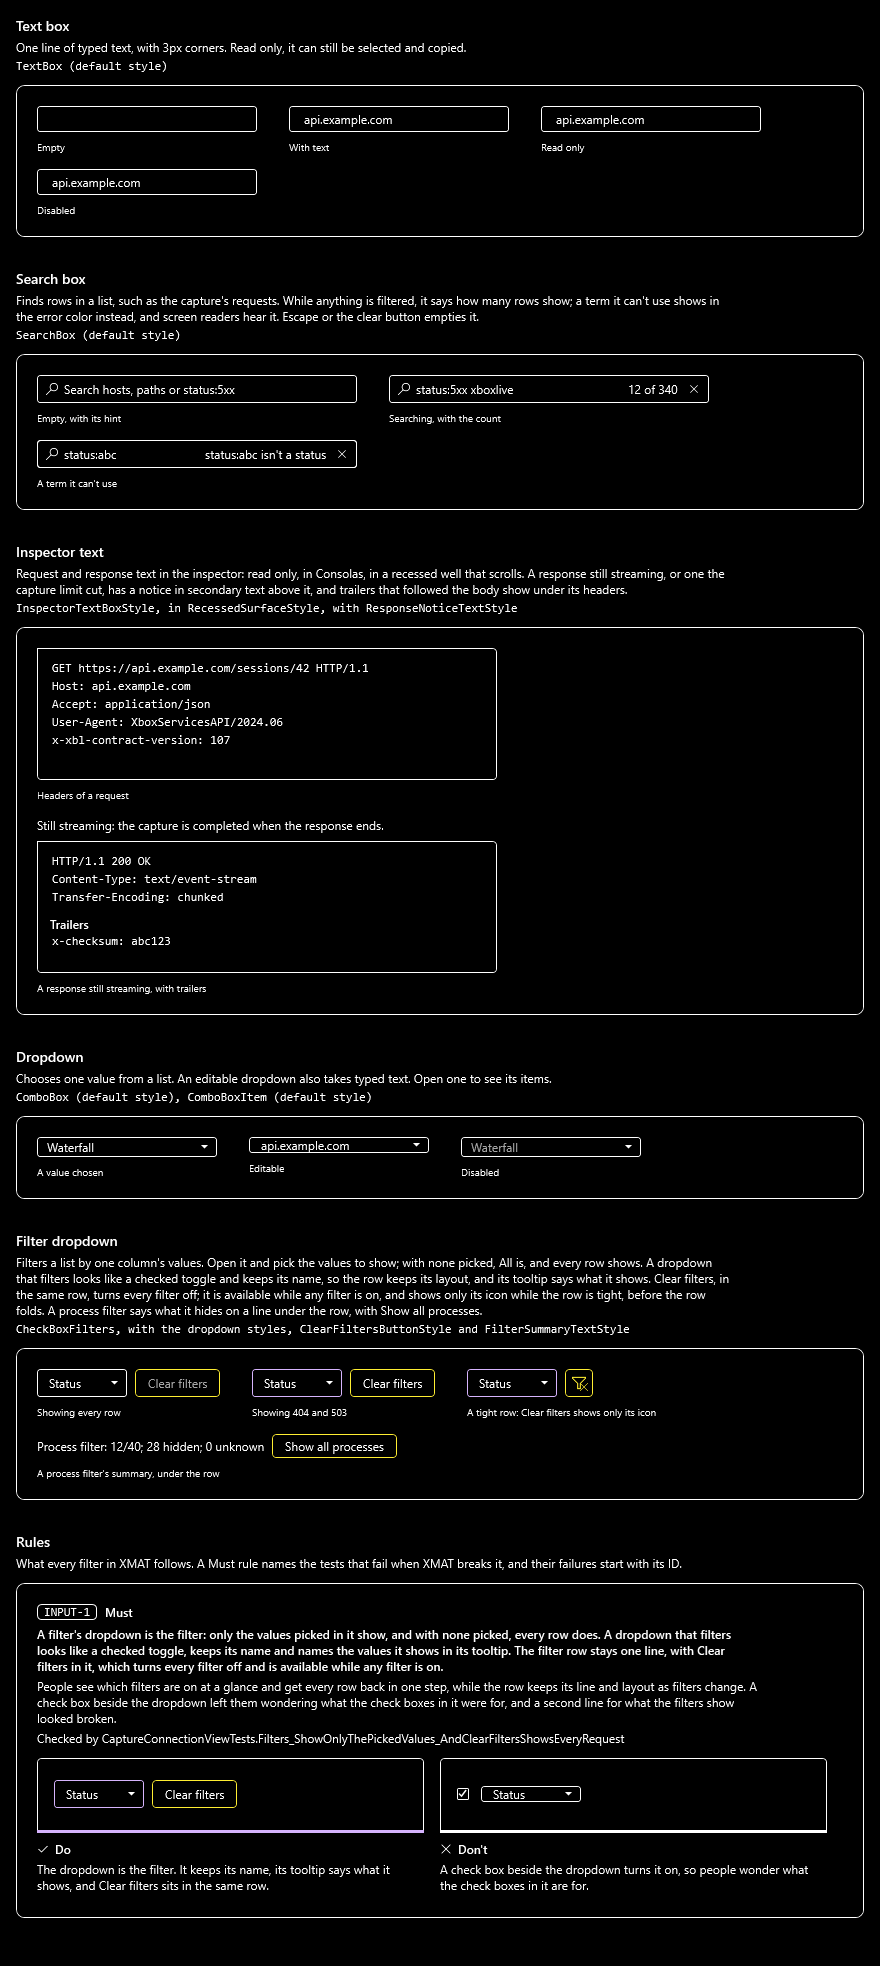 Text box
One line of typed text, with 3px corners. Read only, it can still be selected and copied.
TextBox (default style)
api.example.com
api.example.com
Empty
With text
Read only
api.example.com
Disabled
Search box
Finds rows in a list, such as the capture's requests. While anything is filtered, it says how many rows show; a term it can't use shows in
the error color instead, and screen readers hear it. Escape or the clear button empties it.
SearchBox (default style)
Search hosts, paths or status:5xx
status:5xx xboxlive 12 of 340
Empty, with its hint
Searching, with the count
status:abc status:abc isn't a status
A term it can't use
Inspector text
Request and response text in the inspector: read only, in Consolas, in a recessed well that scrolls. A response still streaming, or one the
capture limit cut, has a notice in secondary text above it, and trailers that followed the body show under its headers.
InspectorTextBoxStyle, in RecessedSurfaceStyle, with ResponseNoticeTextStyle
GET https://api.example.com/sessions/42 HTTP/1.1
Host: api.example.com
Accept: application/json
User-Agent: XboxServicesAPI/2024.06
x-xbl-contract-version: 107
Headers of a request
Still streaming: the capture is completed when the response ends.
HTTP/1.1 200 OK
Content-Type: text/event-stream
Transfer-Encoding: chunked
Trailers
x-checksum: abc123
A response still streaming, with trailers
Dropdown
Chooses one value from a list. An editable dropdown also takes typed text. Open one to see its items.
ComboBox (default style), ComboBoxItem (default style)
Waterfall
api.example.com
Waterfall
A value chosen
Editable
Disabled
Filter dropdown
Filters a list by one column's values. Open it and pick the values to show; with none picked, All is, and every row shows. A dropdown
that filters looks like a checked toggle and keeps its name, so the row keeps its layout, and its tooltip says what it shows. Clear filters, in
the same row, turns every filter off; it is available while any filter is on, and shows only its icon while the row is tight, before the row
folds. A process filter says what it hides on a line under the row, with Show all processes.
CheckBoxFilters, with the dropdown styles, ClearFiltersButtonStyle and FilterSummaryTextStyle
Status
Clear filters
Status
Clear filters
Status
Showing every row
Showing 404 and 503
A tight row: Clear filters shows only its icon
Process filter: 12/40; 28 hidden; 0 unknown
Show all processes
A process filter's summary, under the row
Rules
What every filter in XMAT follows. A Must rule names the tests that fail when XMAT breaks it, and their failures start with its ID.
INPUT-1 Must
A filter's dropdown is the filter: only the values picked in it show, and with none picked, every row does. A dropdown that filters
looks like a checked toggle, keeps its name and names the values it shows in its tooltip. The filter row stays one line, with Clear
filters in it, which turns every filter off and is available while any filter is on.
People see which filters are on at a glance and get every row back in one step, while the row keeps its line and layout as filters change. A
check box beside the dropdown left them wondering what the check boxes in it were for, and a second line for what the filters show
looked broken.
Checked by CaptureConnectionViewTests.Filters_ShowOnlyThePickedValues_AndClearFiltersShowsEveryRequest
Status
Clear filters
Status
Do
The dropdown is the filter. It keeps its name, its tooltip says what it
shows, and Clear filters sits in the same row.
Don't
A check box beside the dropdown turns it on, so people wonder what
the check boxes in it are for.